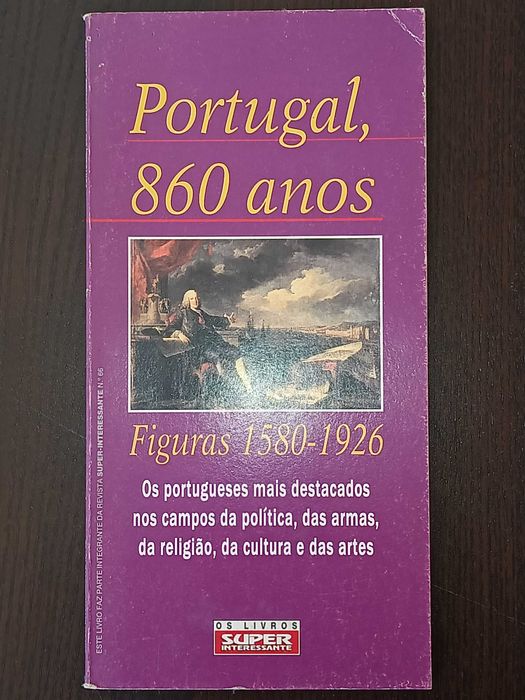 Portugal,
860 anos
Figuras 1580-1926
Os portugueses mais destacados
nos campos da política, das armas,
da religião, da cultura e das artes
OS LIVROS
SUPER
INTERESSANTE
ESTE LIVRO FAZ PARTE INTEGRANTE DA REVISTA SUPER-INTERESSANTE N.º 66